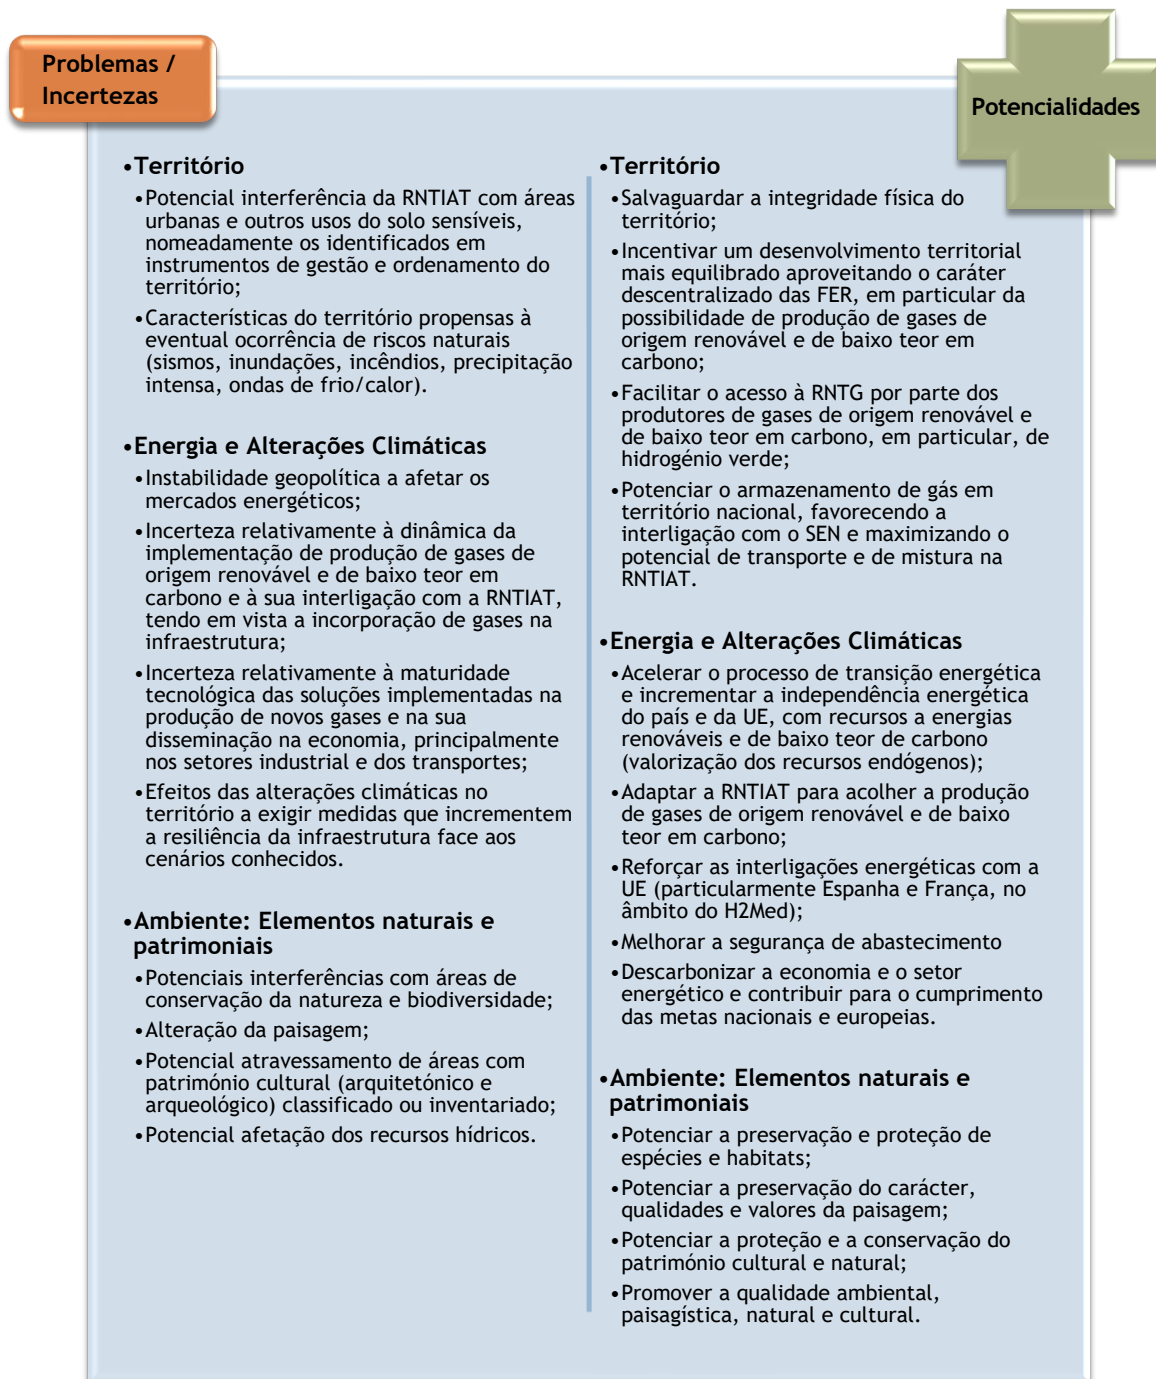 Problemas /
Incertezas
•Território
•Potencial interferência da RNTIAT com áreas
urbanas e outros usos do solo sensíveis,
nomeadamente os identificados em
instrumentos de gestão e ordenamento do
território;
•Características do território propensas à
eventual ocorrência de riscos naturais
(sismos, inundações, incêndios, precipitação
intensa, ondas de frio/calor).
•Energia e Alterações Climáticas
•Instabilidade geopolítica a afetar os
mercados energéticos;
•Incerteza relativamente à dinâmica da
implementação de produção de gases de
origem renovável e de baixo teor em
carbono e à sua interligação com a RNTIAT,
tendo em vista a incorporação de gases na
infraestrutura;
•Incerteza relativamente à maturidade
tecnológica das soluções implementadas na
produção de novos gases e na sua
disseminação na economia, principalmente
nos setores industrial e dos transportes;
•Efeitos das alterações climáticas no
território a exigir medidas que incrementem
a resiliência da infraestrutura face aos
cenários conhecidos.
•Ambiente: Elementos naturais e
patrimoniais
•Potenciais interferências com áreas de
conservação da natureza e biodiversidade;
•Alteração da paisagem;
•Potencial atravessamento de áreas com
património cultural (arquitetónico e
arqueológico) classificado ou inventariado;
•Potencial afetação dos recursos hídricos.
Potencialidades
•Território
•Salvaguardar a integridade física do
território;
•Incentivar um desenvolvimento territorial
mais equilibrado aproveitando o caráter
descentralizado das FER, em particular da
possibilidade de produção de gases de
origem renovável e de baixo teor em
carbono;
•Facilitar o acesso à RNTG por parte dos
produtores de gases de origem renovável e
de baixo teor em carbono, em particular, de
hidrogénio verde;
•Potenciar o armazenamento de gás em
território nacional, favorecendo a
interligação com o SEN e maximizando o
potencial de transporte e de mistura na
RNTIAT.
•Energia e Alterações Climáticas
•Acelerar o processo de transição energética
e incrementar a independência energética
do país e da UE, com recursos a energias
renováveis e de baixo teor de carbono
(valorização dos recursos endógenos);
•Adaptar a RNTIAT para acolher a produção
de gases de origem renovável e de baixo
teor em carbono;
•Reforçar as interligações energéticas com a
UE (particularmente Espanha e França, no
âmbito do H2Med);
•Melhorar a segurança de abastecimento
•Descarbonizar a economia e o setor
energético e contribuir para o cumprimento
das metas nacionais e europeias.
•Ambiente: Elementos naturais e
patrimoniais
•Potenciar a preservação e proteção de
espécies e habitats;
•Potenciar a preservação do carácter,
qualidades e valores da paisagem;
•Potenciar a proteção e a conservação do
património cultural e natural;
•Promover a qualidade ambiental,
paisagística, natural e cultural.